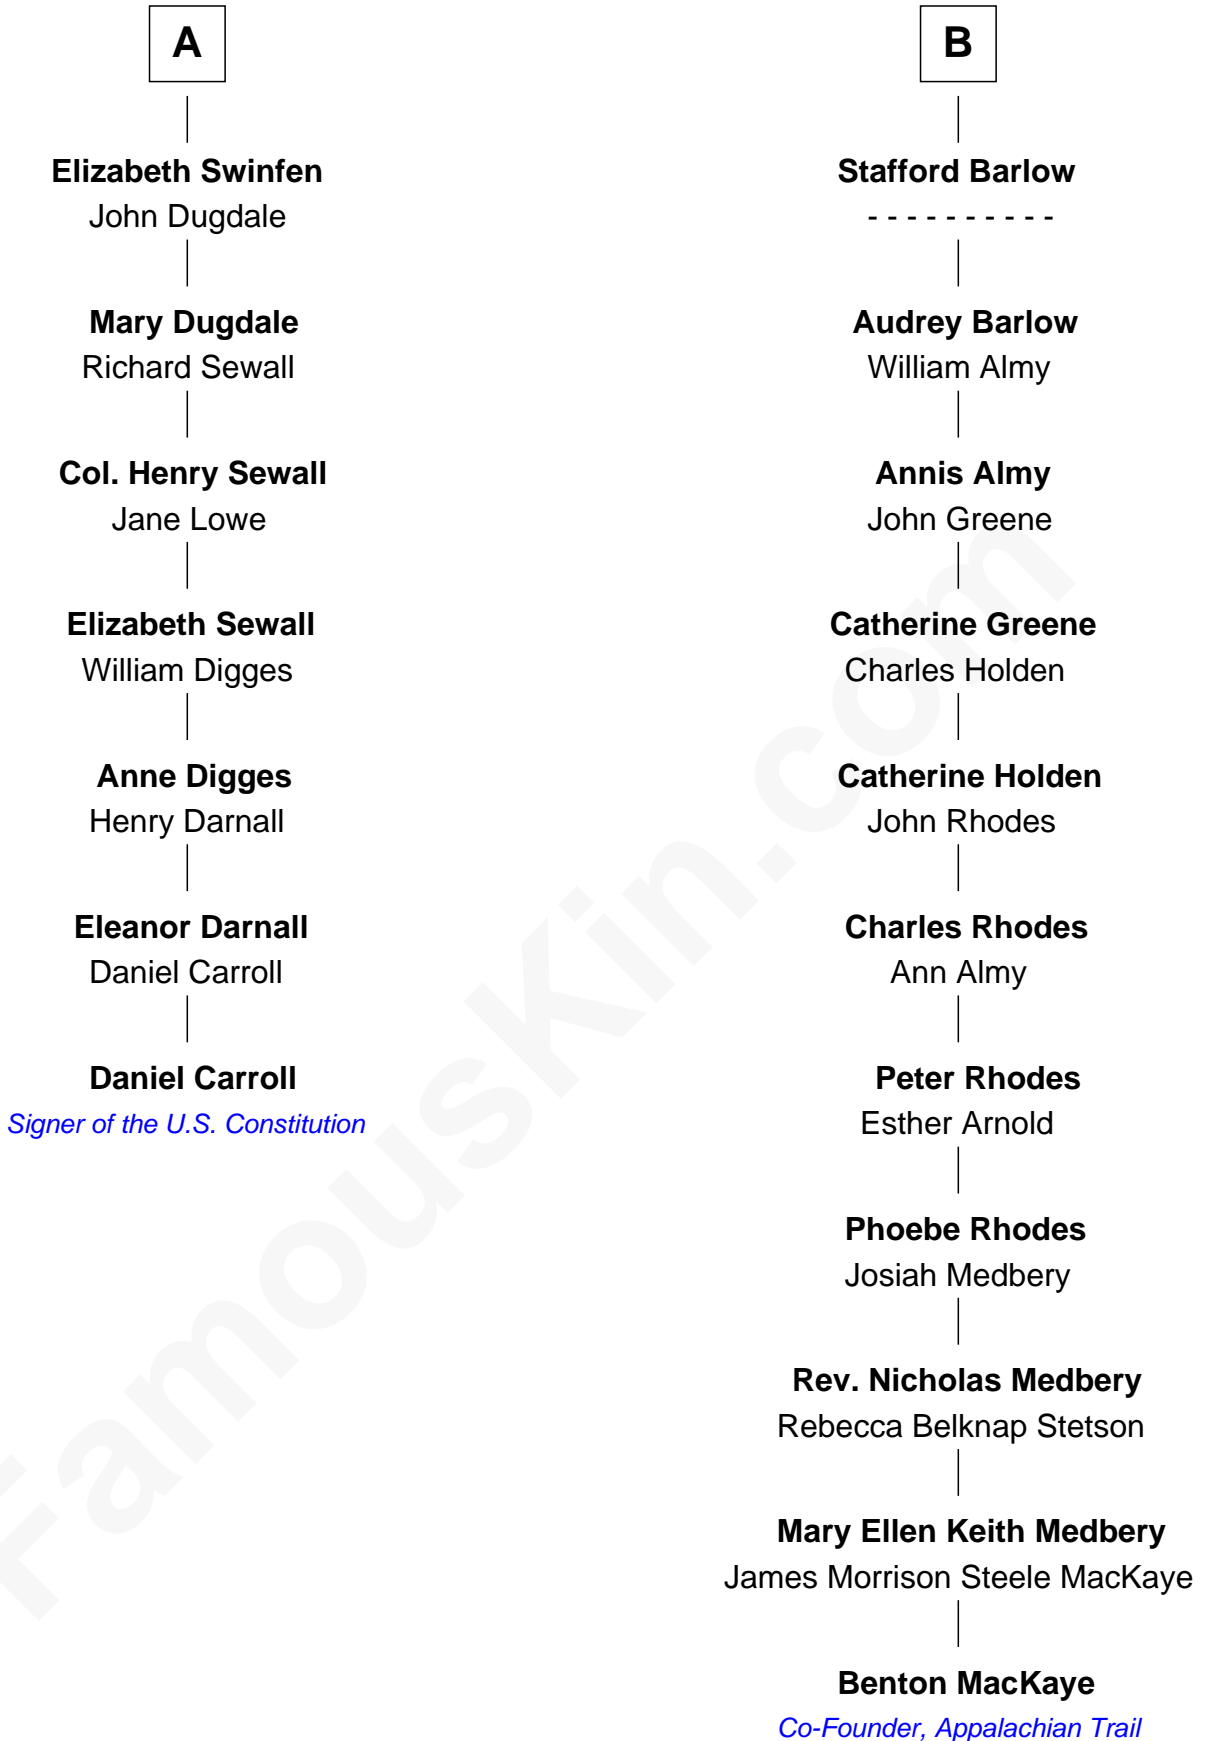 A
Elizabeth Swinfen
John Dugdale
Mary Dugdale
Richard Sewall
Col. Henry Sewall
Jane Lowe
Elizabeth Sewall
William Digges
Anne Digges
Henry Darnall
Eleanor Darnall
Daniel Carroll
Daniel Carroll
Signer of the U.S. Constitution
B
Stafford Barlow
- - - - - - - - - -
Audrey Barlow
William Almy
Annis Almy
John Greene
Catherine Greene
Charles Holden
Catherine Holden
John Rhodes
Charles Rhodes
Ann Almy
Peter Rhodes
Esther Arnold
Phoebe Rhodes
Josiah Medbery
Rev. Nicholas Medbery
Rebecca Belknap Stetson
Mary Ellen Keith Medbery
James Morrison Steele MacKaye
Benton MacKaye
Co-Founder, Appalachian Trail
FamousKin.com